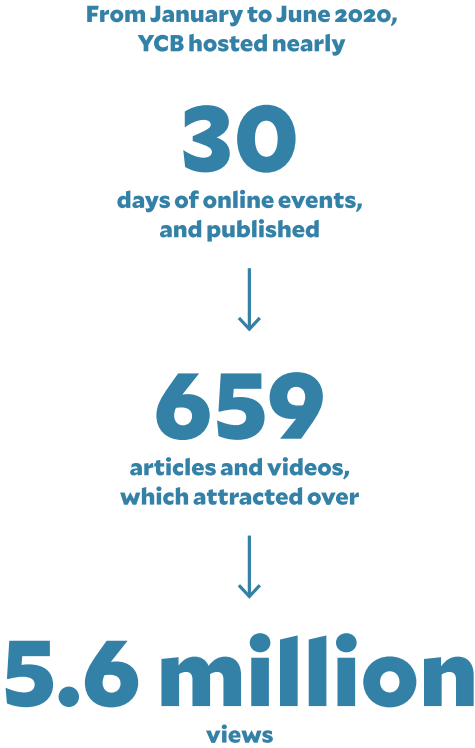 From January to June 2020,
YCB hosted nearly
30
days of online events,
and published
659
articles and videos,
which attracted over
5.6 million
views